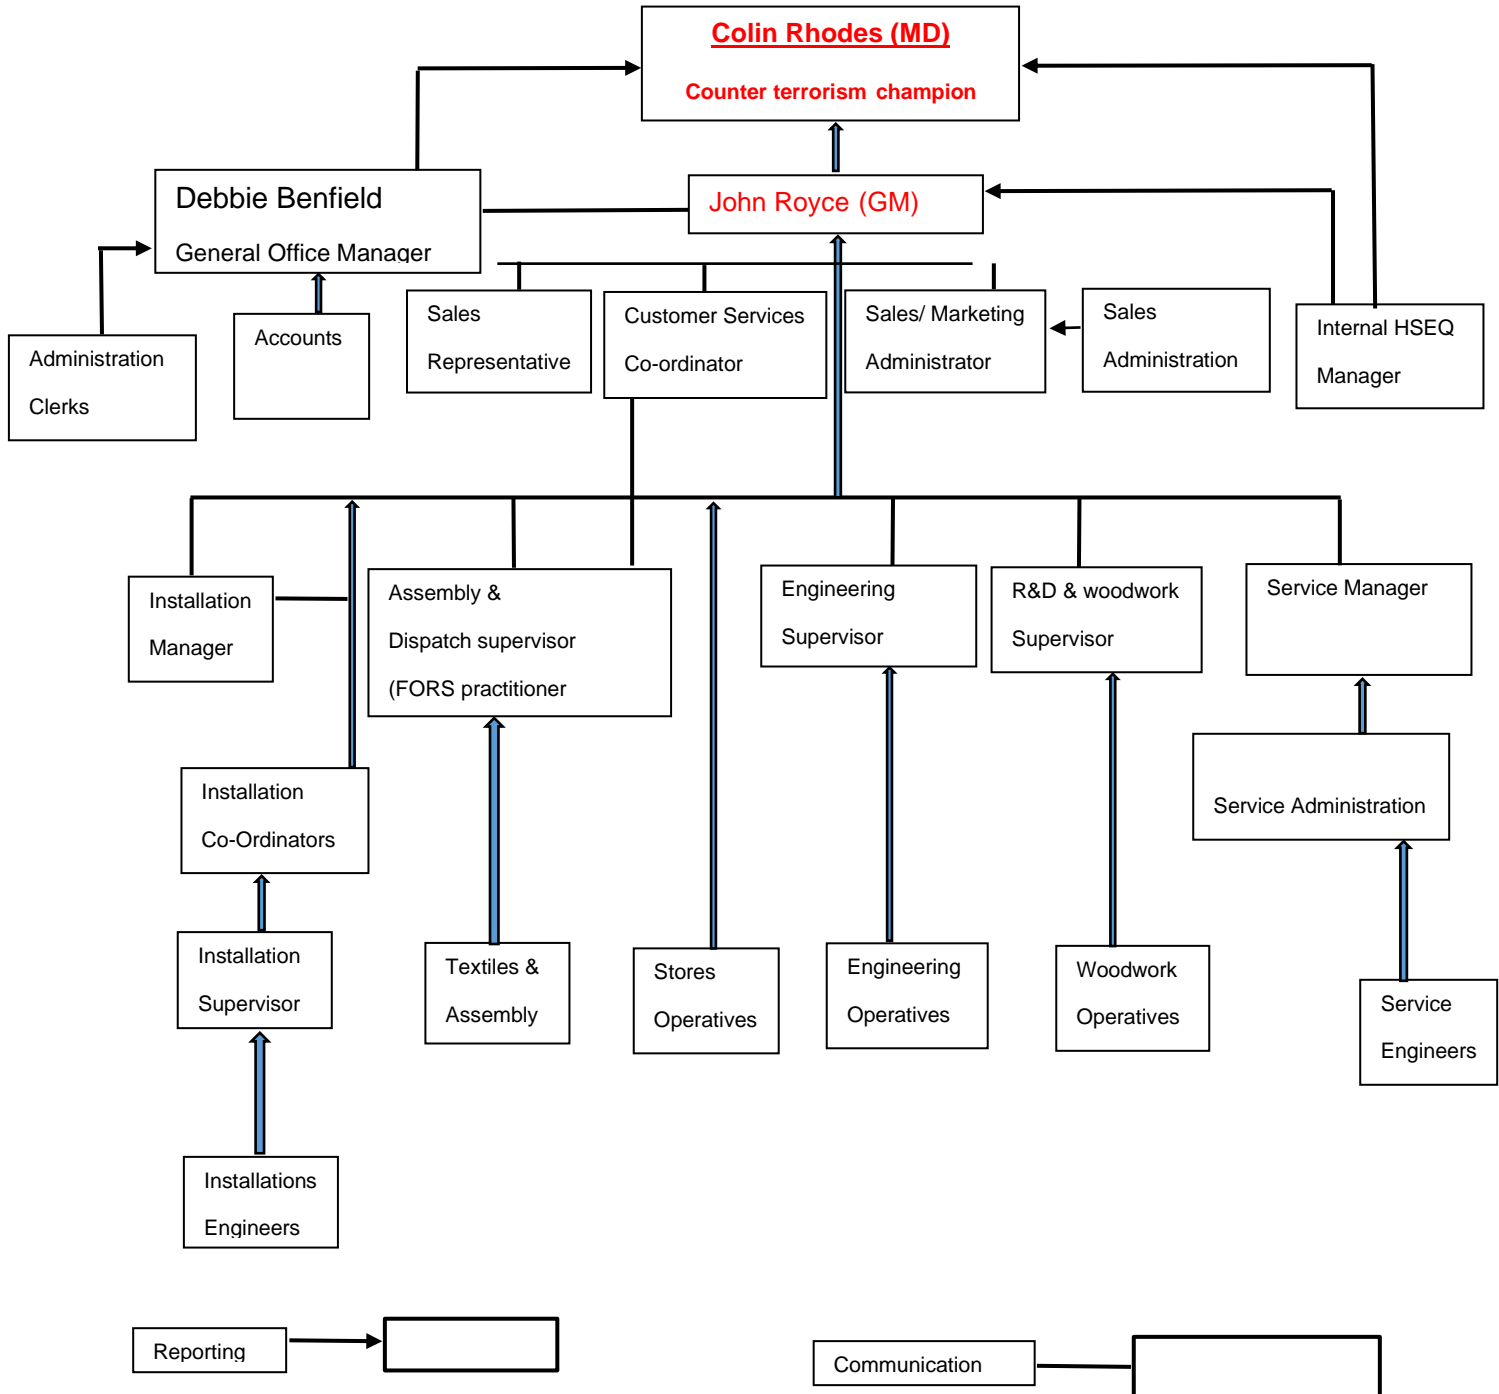 Colin Rhodes (MD)
Counter terrorism champion
Debbie Benfield
General Office Manager
John Royce (GM)
Administration
Clerks
Accounts
Sales
Representative
Customer Services
Co-ordinator
Sales/ Marketing
Administrator
Sales
Administration
Internal HSEQ
Manager
Installation
Manager
Assembly &
Dispatch supervisor
(FORS practitioner
Engineering
Supervisor
R&D & woodwork
Supervisor
Service Manager
Installation
Co-Ordinators
Service Administration
Installation
Supervisor
Textiles &
Assembly
Stores
Operatives
Engineering
Operatives
Woodwork
Operatives
Service
Engineers
Installations
Engineers
Reporting
Communication